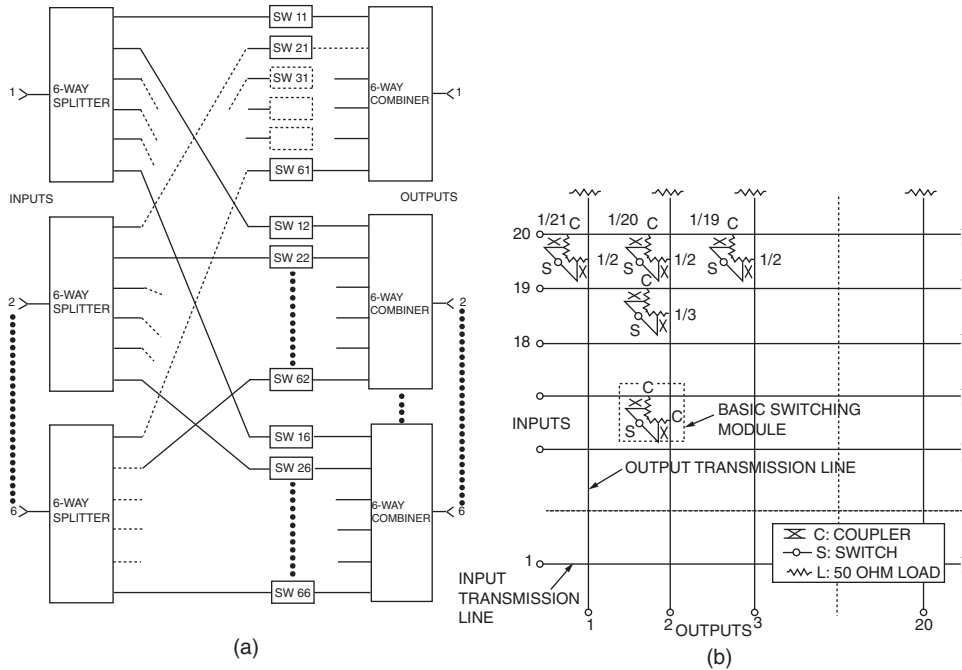 SW 11
SW 21
SW 31
1
6-WAY
SPLITTER
6-WAY
COMBINER
1
SW 61
INPUTS
OUTPUTS
SW 12
SW 22
2
6-WAY
SPLITTER
6-WAY
COMBINER
2
SW 62
SW 16
SW 26
6
6-WAY
SPLITTER
6-WAY
COMBINER
6
SW 66
(a)
1/21 C
1/20 C
1/19 C
20
1/2
1/2
1/2
S
S
S
19
C
1/3
S
18
C
C
S
INPUTS
BASIC SWITCHING
MODULE
OUTPUT TRANSMISSION LINE
C: COUPLER
S: SWITCH
L: 50 OHM LOAD
1
INPUT
TRANSMISSION
LINE
1
2
OUTPUTS
3
20
(b)